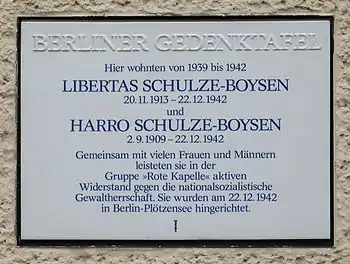 BERLINER GEDENKTAFEL
Hier wohnten von 1939 bis 1942
LIBERTAS SCHULZE-BOYSEN
20.11.1913 – 22.12.1942
und
HARRO SCHULZE-BOYSEN
2.9.1909 – 22.12.1942
Gemeinsam mit vielen Frauen und Männern
leisteten sie in der
Gruppe »Rote Kapelle« aktiven
Widerstand gegen die nationalsozialistische
Gewaltherrschaft. Sie wurden am 22.12.1942
in Berlin-Plötzensee hingerichtet.